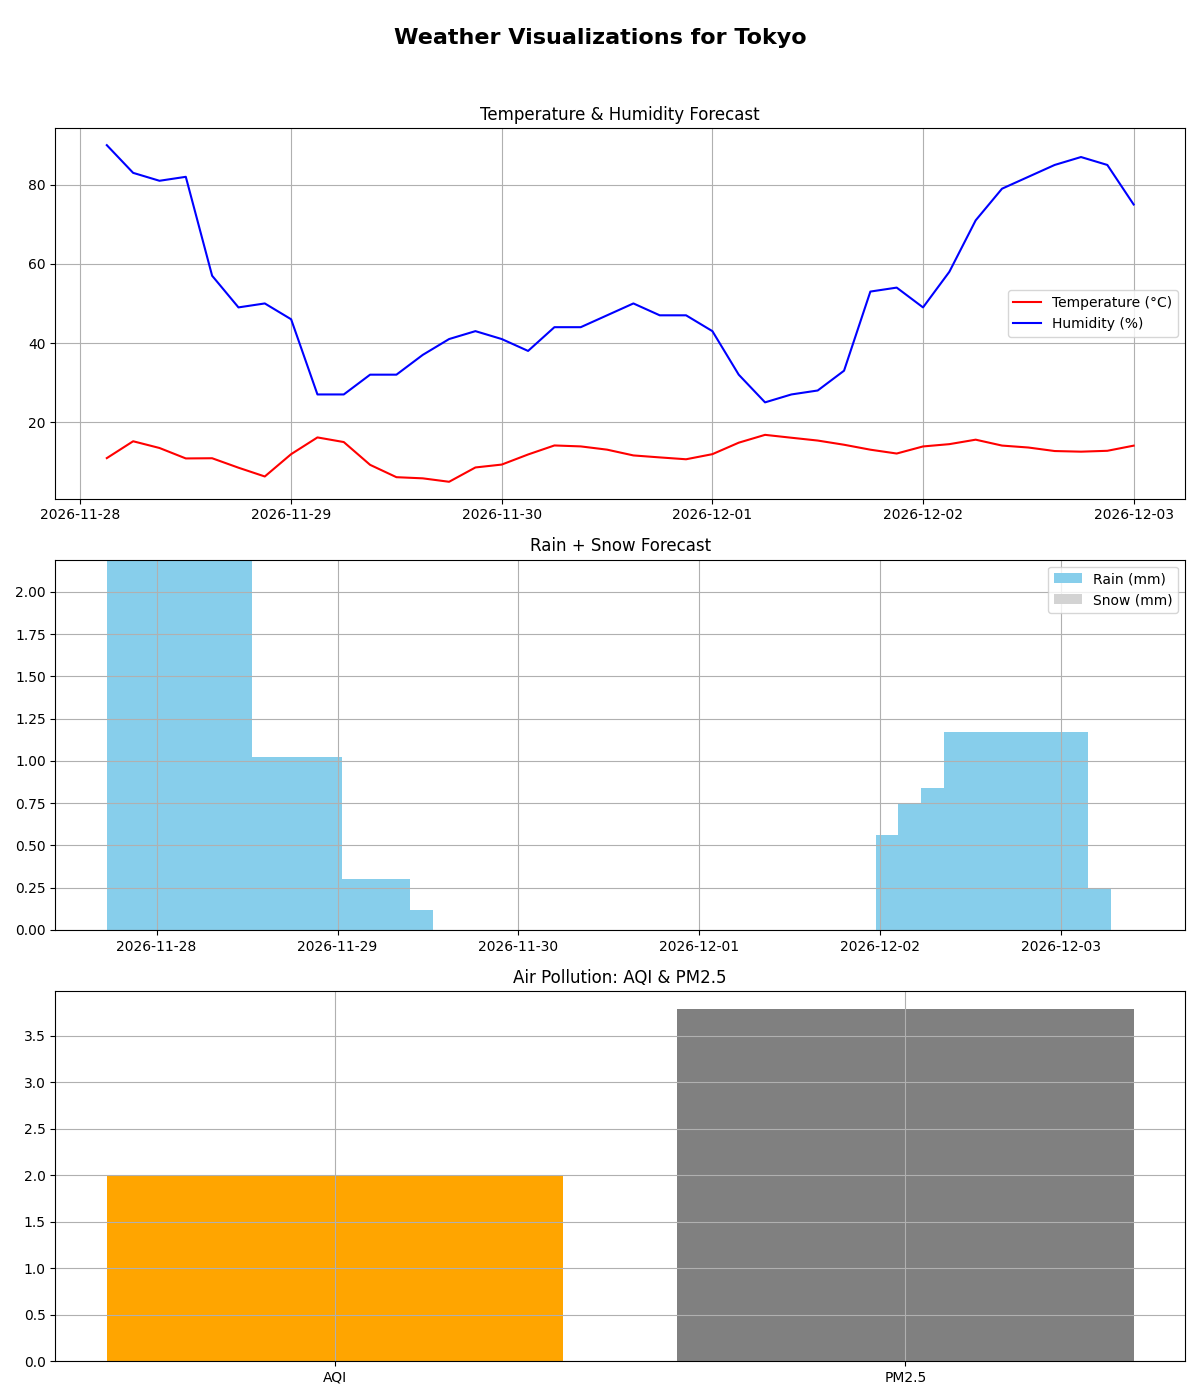 Weather Visualizations for Tokyo
Temperature & Humidity Forecast
80
60
40
20
Temperature (°C)
Humidity (%)
2026-11-28 2026-11-29 2026-11-30 2026-12-01 2026-12-02 2026-12-03
Rain + Snow Forecast
2.00
1.75
1.50
1.25
1.00
0.75
0.50
0.25
0.00
Rain (mm)
Snow (mm)
2026-11-28 2026-11-29 2026-11-30 2026-12-01 2026-12-02 2026-12-03
Air Pollution: AQI & PM2.5
3.5
3.0
2.5
2.0
1.5
1.0
0.5
0.0
AQI PM2.5